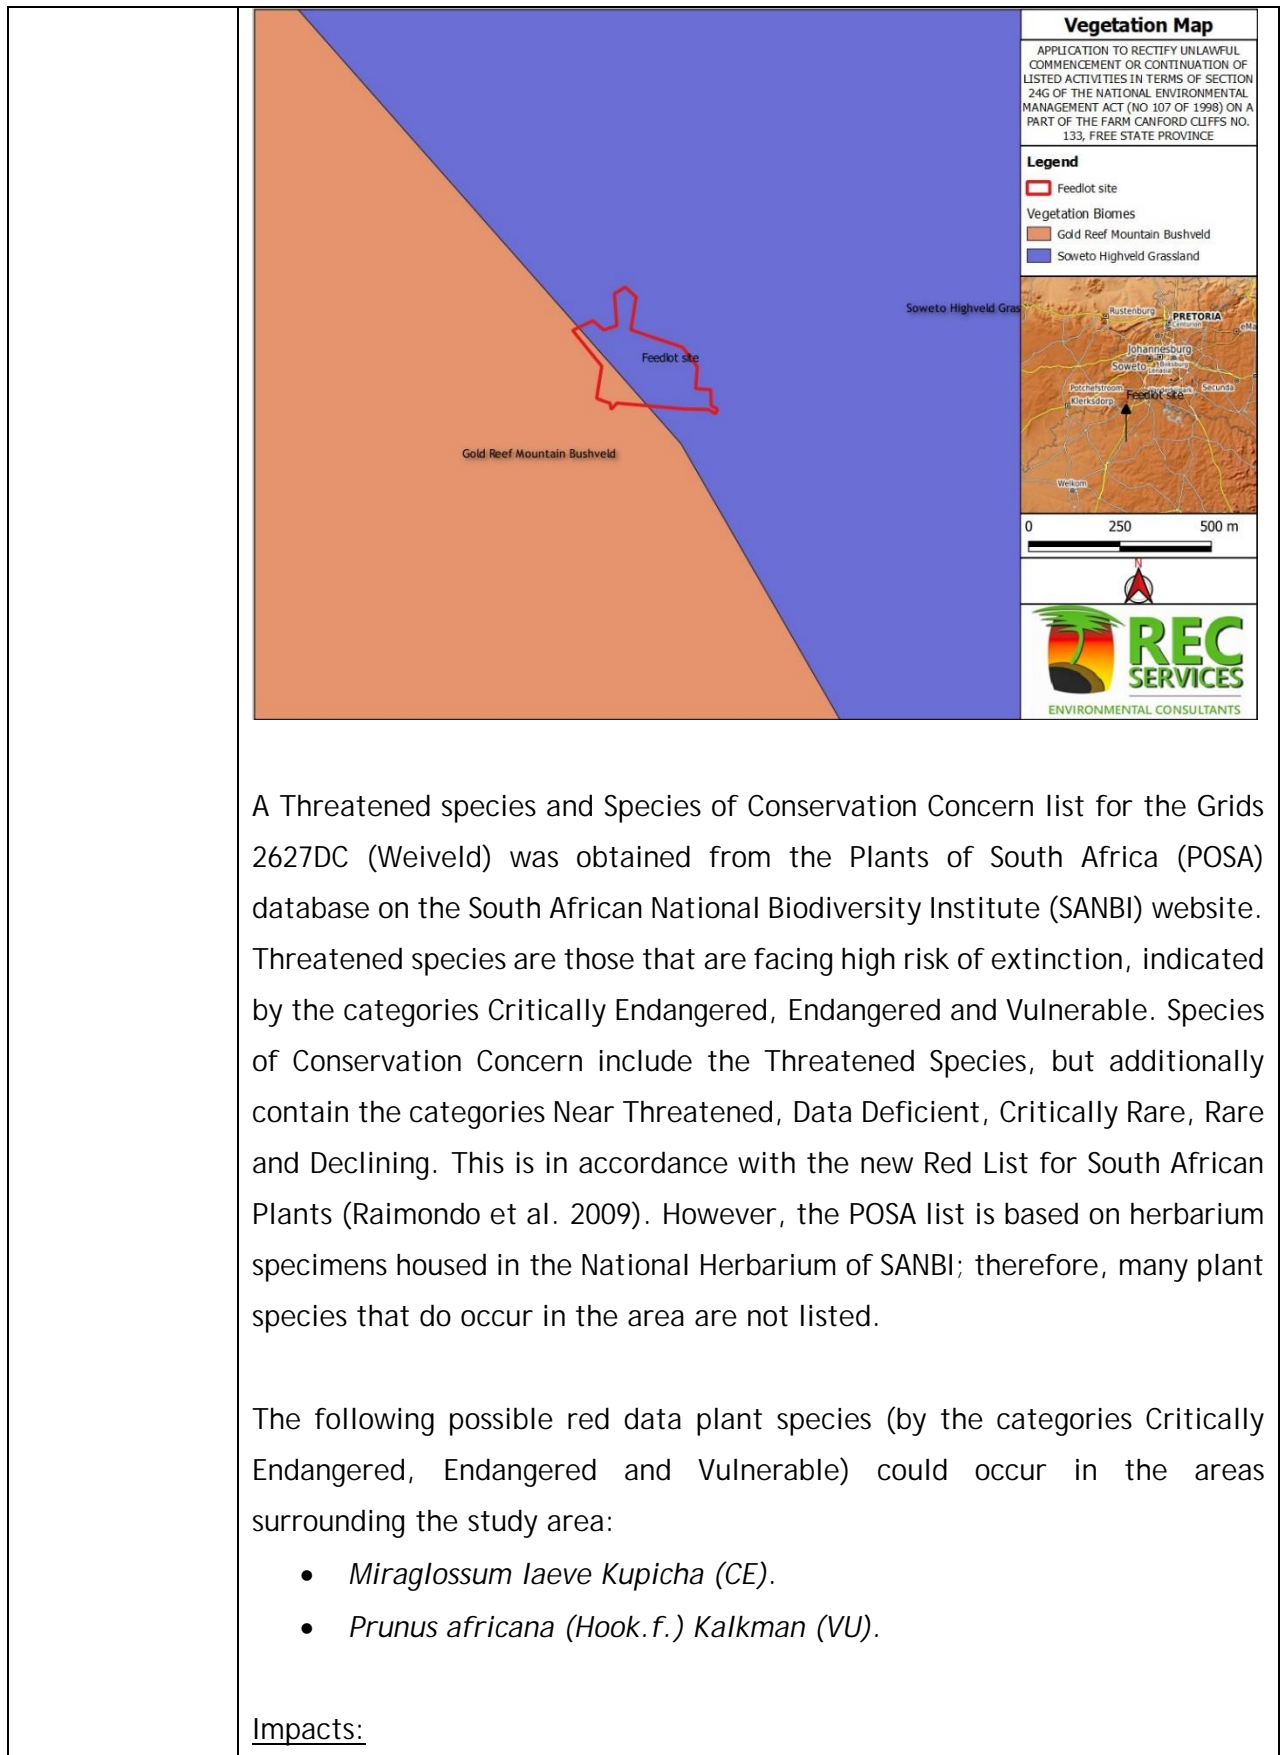 Vegetation Map
APPLICATION TO RECTIFY UNLAWFUL
COMMENCEMENT OR CONTINUATION OF
LISTED ACTIVITIES IN TERMS OF SECTION
24G OF THE NATIONAL ENVIRONMENTAL
MANAGEMENT ACT (NO 107 OF 1998) ON A
PART OF THE FARM CANFORD CLIFFS NO.
133, FREE STATE PROVINCE
Legend
Feedlot site
Vegetation Biomes
Gold Reef Mountain Bushveld
Soweto Highveld Grassland
Soweto Highveld Gras
Feedlot site
Gold Reef Mountain Bushveld
Rustenburg
PRETORIA
Centurion
eMa
Johannesburg
Soweto
Lenasia
Potchefstroom
Secunda
Klerksdorp
Feedlot site
Welkom
0 250 500 m
N
REC
SERVICES
ENVIRONMENTAL CONSULTANTS
A Threatened species and Species of Conservation Concern list for the Grids
2627DC (Weiveld) was obtained from the Plants of South Africa (POSA)
database on the South African National Biodiversity Institute (SANBI) website.
Threatened species are those that are facing high risk of extinction, indicated
by the categories Critically Endangered, Endangered and Vulnerable. Species
of Conservation Concern include the Threatened Species, but additionally
contain the categories Near Threatened, Data Deficient, Critically Rare, Rare
and Declining. This is in accordance with the new Red List for South African
Plants (Raimondo et al. 2009). However, the POSA list is based on herbarium
specimens housed in the National Herbarium of SANBI; therefore, many plant
species that do occur in the area are not listed.
The following possible red data plant species (by the categories Critically
Endangered, Endangered and Vulnerable) could occur in the areas
surrounding the study area:
• Miraglossum laeve Kupicha (CE).
• Prunus africana (Hook.f.) Kalkman (VU).
Impacts: